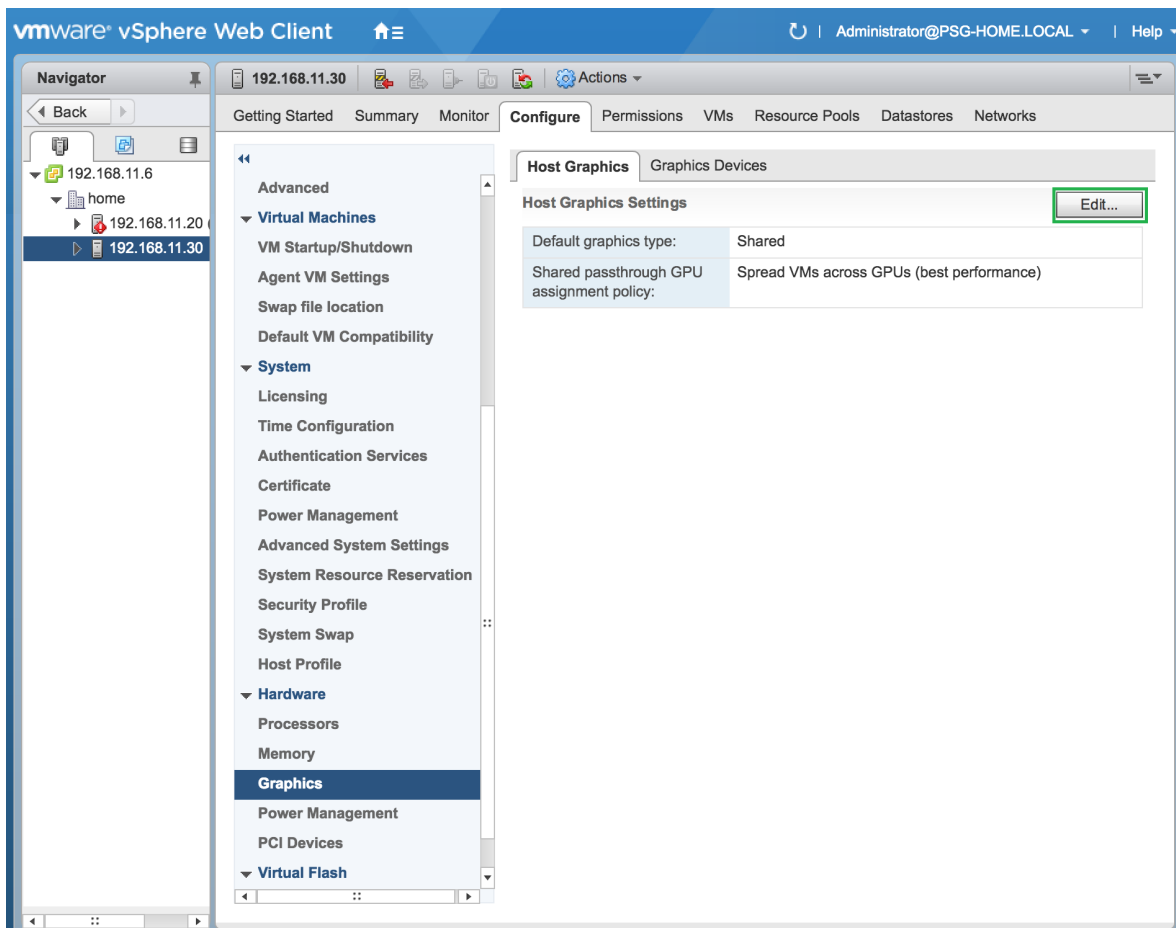 vmware® vSphere Web Client
Administrator@PSG-HOME.LOCAL | Help
Navigator
Back
192.168.11.6
home
192.168.11.20 (
192.168.11.30
192.168.11.30 Actions
Getting Started Summary Monitor Configure Permissions VMs Resource Pools Datastores Networks
Advanced
Virtual Machines
VM Startup/Shutdown
Agent VM Settings
Swap file location
Default VM Compatibility
System
Licensing
Time Configuration
Authentication Services
Certificate
Power Management
Advanced System Settings
System Resource Reservation
Security Profile
System Swap
Host Profile
Hardware
Processors
Memory
Graphics
Power Management
PCI Devices
Virtual Flash
Host Graphics Graphics Devices
Host Graphics Settings Edit...
Default graphics type: Shared
Shared passthrough GPU Spread VMs across GPUs (best performance)
assignment policy: